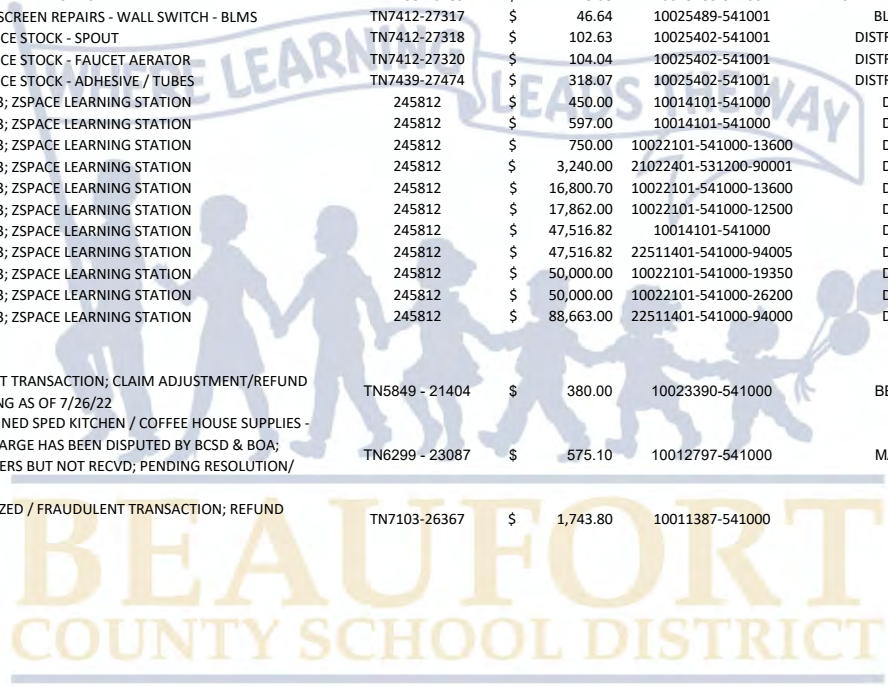 SCREEN REPAIRS - WALL SWITCH - BLMS TN7412-27317 $ 46.64 10025489-541001 BL
CE STOCK - SPOUT TN7412-27318 $ 102.63 10025402-541001 DISTR
CE STOCK - FAUCET AERATOR TN7412-27320 $ 104.04 10025402-541001 DISTR
CE STOCK - ADHESIVE / TUBES TN7439-27474 $ 318.07 10025402-541001 DISTR
3; ZSPACE LEARNING STATION 245812 $ 450.00 10014101-541000 D
3; ZSPACE LEARNING STATION 245812 $ 597.00 10014101-541000 D
3; ZSPACE LEARNING STATION 245812 $ 750.00 10022101-541000-13600 D
3; ZSPACE LEARNING STATION 245812 $ 3,240.00 21022401-531200-90001 D
3; ZSPACE LEARNING STATION 245812 $ 16,800.70 10022101-541000-13600 D
3; ZSPACE LEARNING STATION 245812 $ 17,862.00 10022101-541000-12500 D
3; ZSPACE LEARNING STATION 245812 $ 47,516.82 10014101-541000 D
3; ZSPACE LEARNING STATION 245812 $ 47,516.82 22511401-541000-94005 D
3; ZSPACE LEARNING STATION 245812 $ 50,000.00 10022101-541000-19350 D
3; ZSPACE LEARNING STATION 245812 $ 50,000.00 10022101-541000-26200 D
3; ZSPACE LEARNING STATION 245812 $ 88,663.00 22511401-541000-94000 D
T TRANSACTION; CLAIM ADJUSTMENT/REFUND
NG AS OF 7/26/22 TN5849 - 21404 $ 380.00 10023390-541000 BE
NED SPED KITCHEN / COFFEE HOUSE SUPPLIES -
ARGE HAS BEEN DISPUTED BY BCSD & BOA;
ERS BUT NOT RECVD; PENDING RESOLUTION/ TN6299 - 23087 $ 575.10 10012797-541000 MA
ZED / FRAUDULENT TRANSACTION; REFUND TN7103-26367 $ 1,743.80 10011387-541000
WHERE LEARNING LEADS THE WAY
BEAUFORT
COUNTY SCHOOL DISTRICT